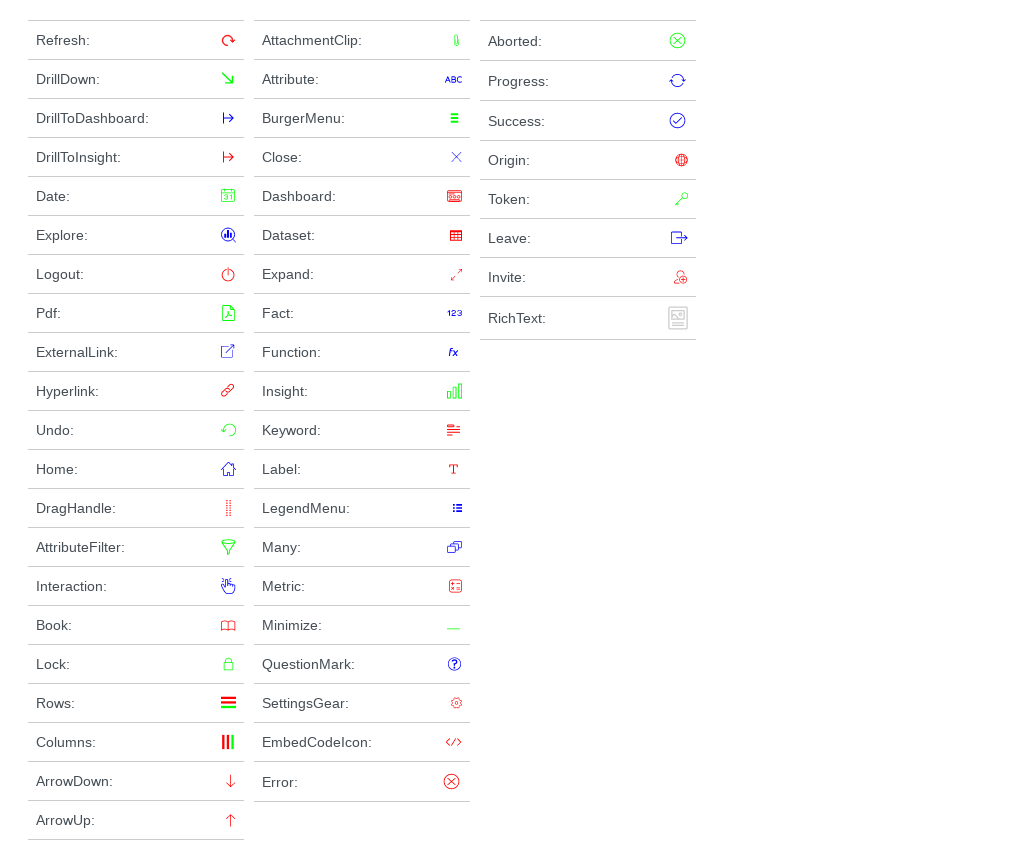 Refresh:
DrillDown:
DrillToDashboard:
DrillToInsight:
Date: 31
Explore:
Logout:
Pdf:
ExternalLink:
Hyperlink:
Undo:
Home:
DragHandle:
AttributeFilter:
Interaction:
Book:
Lock:
Rows:
Columns:
ArrowDown:
ArrowUp:
AttachmentClip:
Attribute: ABC
BurgerMenu:
Close:
Dashboard:
Dataset:
Expand:
Fact: 123
Function: fx
Insight:
Keyword:
Label: T
LegendMenu:
Many:
Metric:
Minimize:
QuestionMark: ?
SettingsGear:
EmbedCodeIcon: </>
Error:
Aborted:
Progress:
Success:
Origin:
Token:
Leave:
Invite:
RichText: